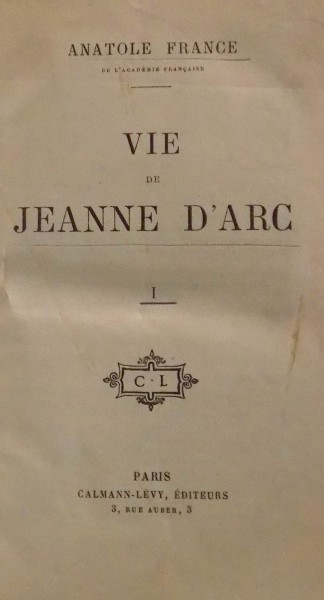 ANATOLE FRANCE
DE L'ACADÉMIE FRANÇAISE
VIE
DE
JEANNE D'ARC
I
C·L
PARIS
CALMANN-LÉVY, ÉDITEURS
3, RUE AUBER, 3